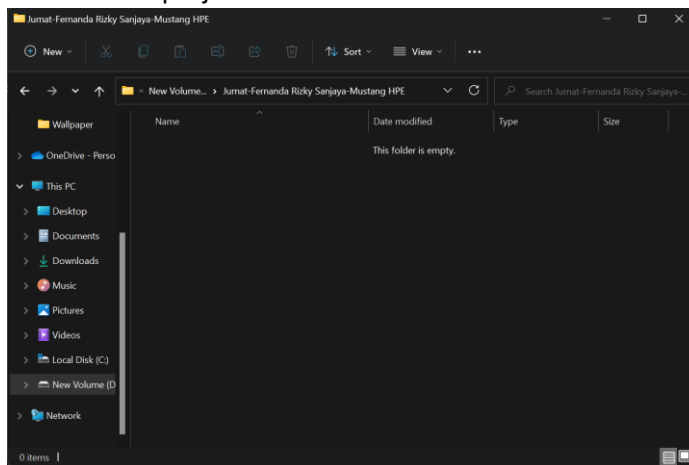 Jumat-Fernanda Rizky Sanjaya-Mustang HPE
New Sort View
New Volume... Jumat-Fernanda Rizky Sanjaya-Mustang HPE Search Jumat-Fernanda Rizky Sanjaya-...
Wallpaper Name Date modified Type Size
This folder is empty.
OneDrive - Perso
This PC
Desktop
Documents
Downloads
Music
Pictures
Videos
Local Disk (C:)
New Volume (D
Network
0 items